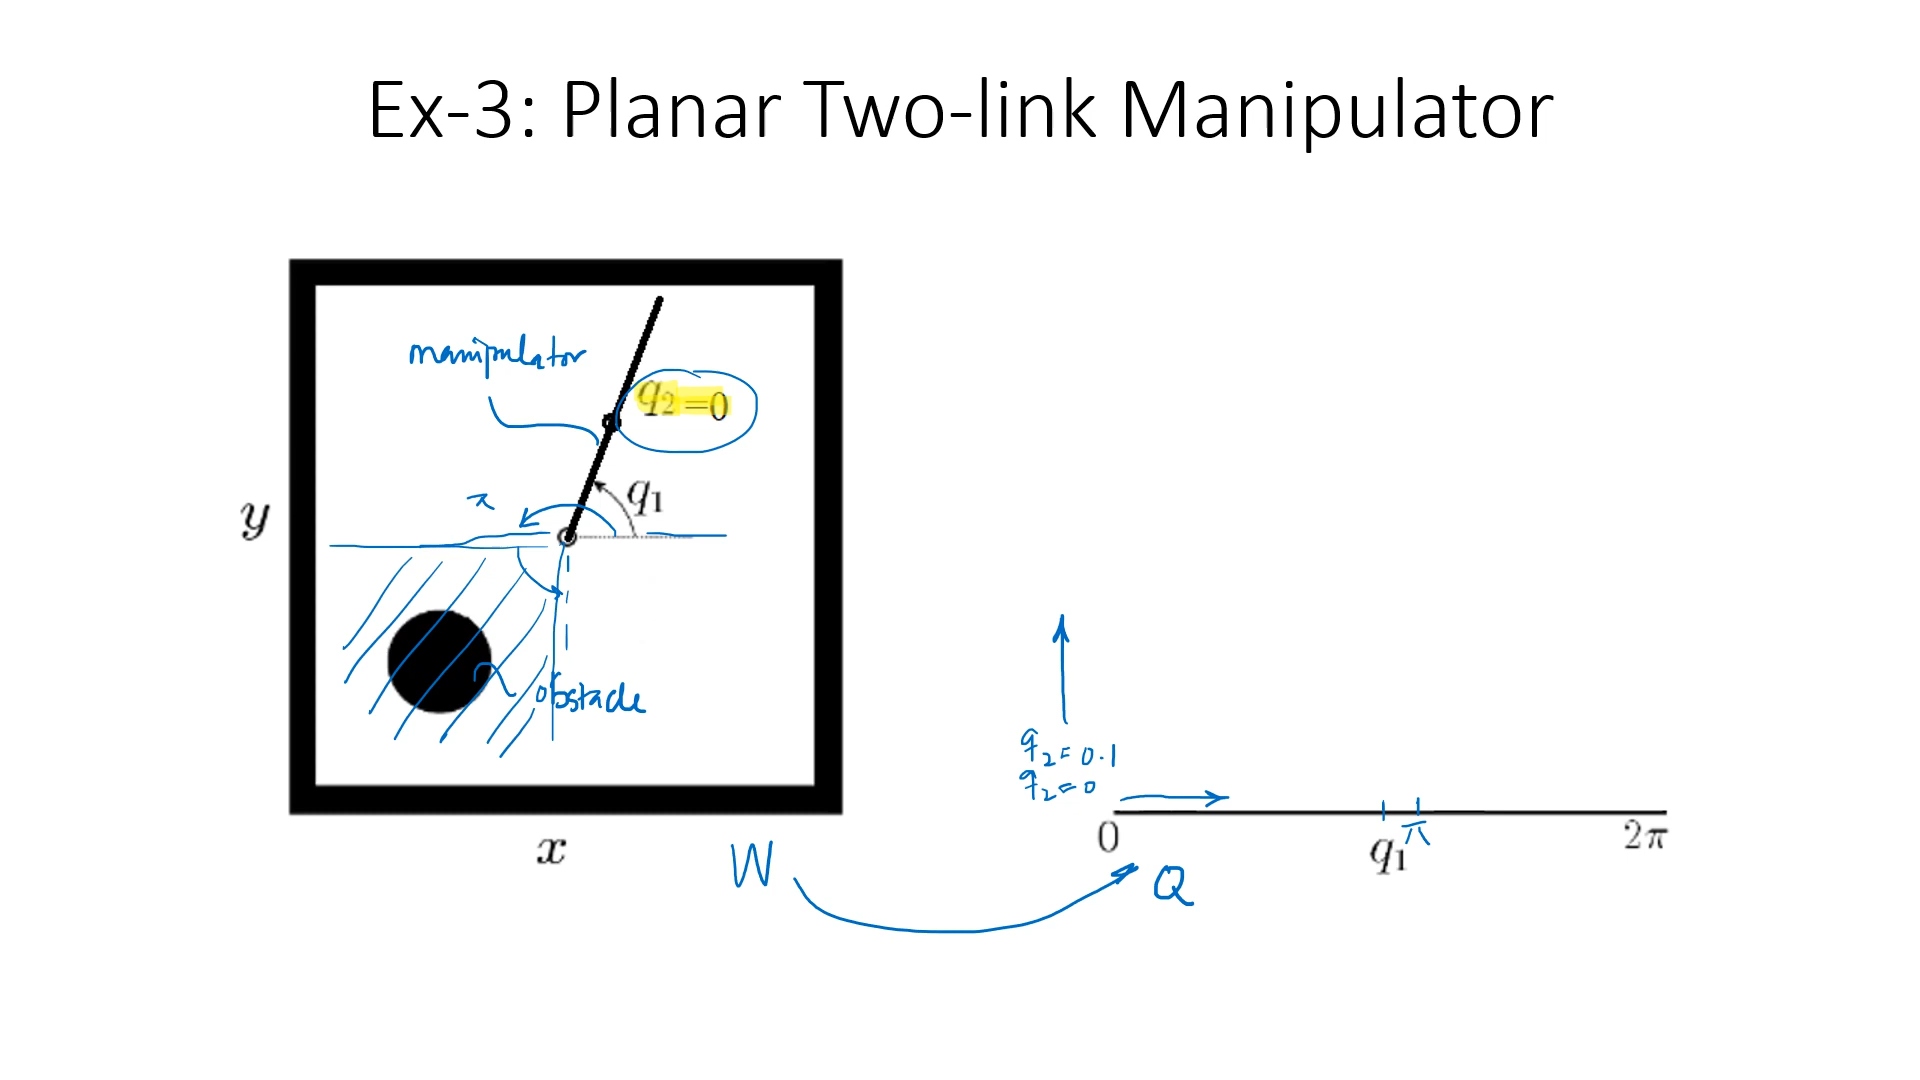 Ex-3: Planar Two-link Manipulator
manipulator
q₂ = 0
π
q₁
y
obstacle
x
W
q₂ = 0.1
q₂ = 0
0
q₁
π
2π
Q